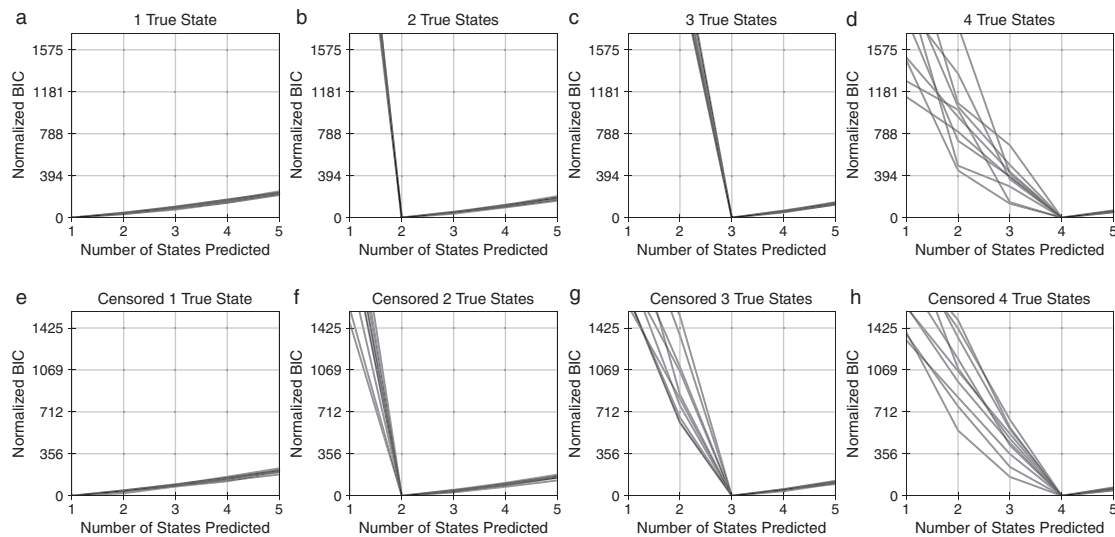 a 1 True State
1575
1181
788
394
0
Normalized BIC
1 2 3 4 5
Number of States Predicted
b 2 True States
1575
1181
788
394
0
Normalized BIC
1 2 3 4 5
Number of States Predicted
c 3 True States
1575
1181
788
394
0
Normalized BIC
1 2 3 4 5
Number of States Predicted
d 4 True States
1575
1181
788
394
0
Normalized BIC
1 2 3 4 5
Number of States Predicted
e Censored 1 True State
1425
1069
712
356
0
Normalized BIC
1 2 3 4 5
Number of States Predicted
f Censored 2 True States
1425
1069
712
356
0
Normalized BIC
1 2 3 4 5
Number of States Predicted
g Censored 3 True States
1425
1069
712
356
0
Normalized BIC
1 2 3 4 5
Number of States Predicted
h Censored 4 True States
1425
1069
712
356
0
Normalized BIC
1 2 3 4 5
Number of States Predicted